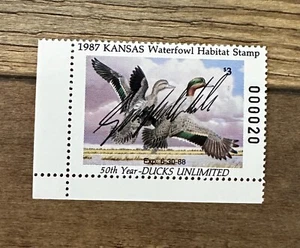 1987 KANSAS Waterfowl Habitat Stamp
$3
000020
Exp. 6-30-88
50th Year-DUCKS UNLIMITED